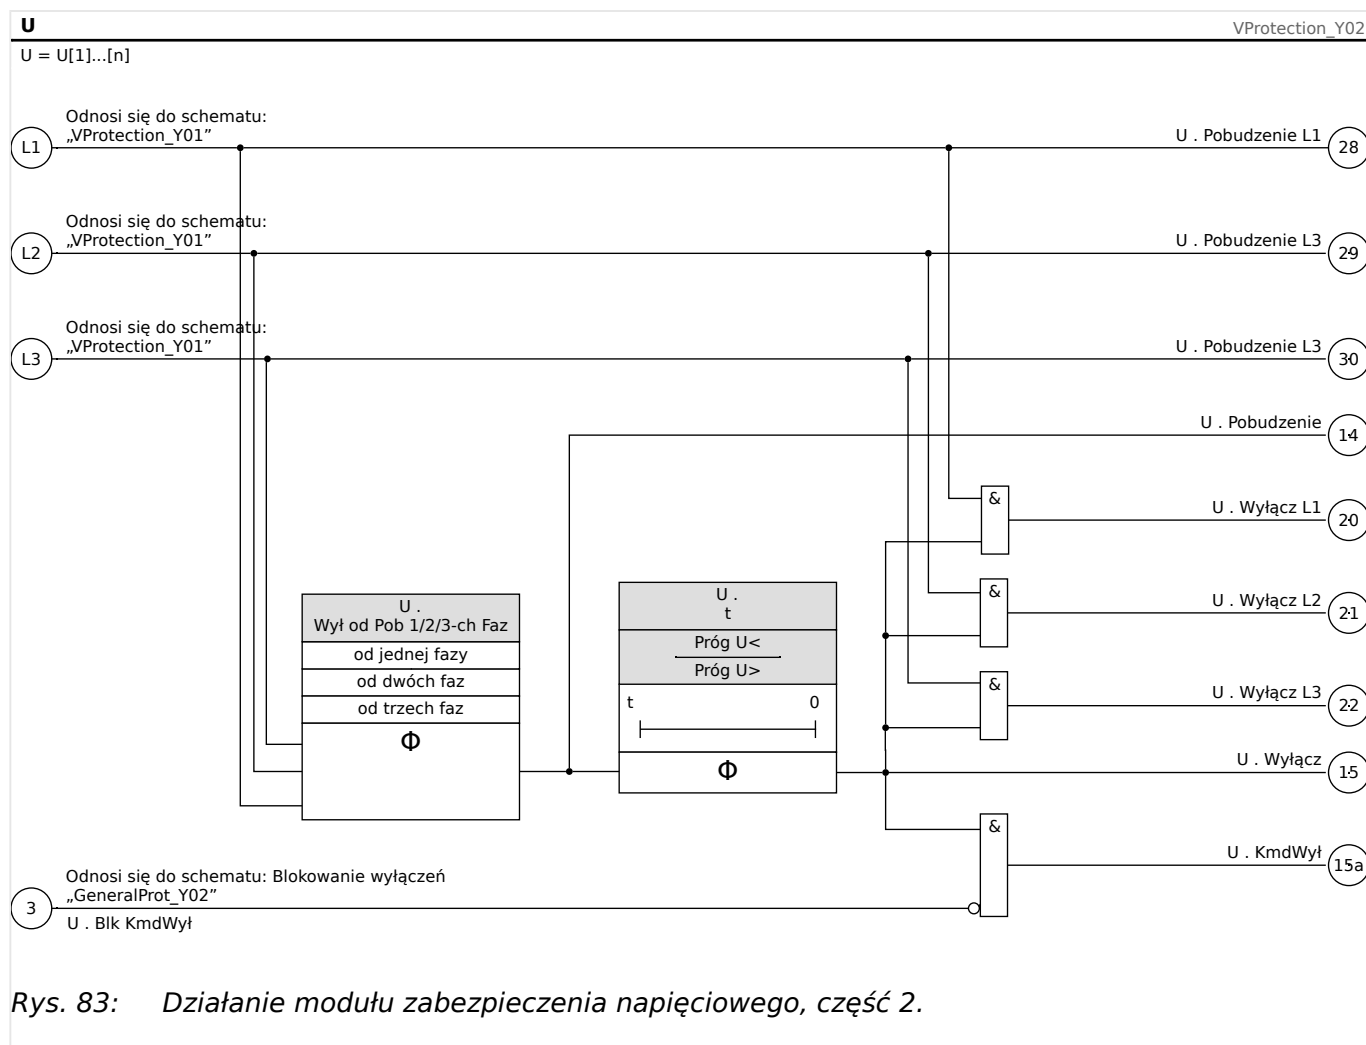 U
VProtection_Y02
U = U[1]...[n]
Odnosi się do schematu:
„VProtection_Y01”
L1
U . Pobudzenie L1
28
Odnosi się do schematu:
„VProtection_Y01”
L2
U . Pobudzenie L3
29
Odnosi się do schematu:
„VProtection_Y01”
L3
U . Pobudzenie L3
30
U . Pobudzenie
14
&
U . Wyłącz L1
20
&
U . Wyłącz L2
21
&
U . Wyłącz L3
22
U .
Wył od Pob 1/2/3-ch Faz
od jednej fazy
od dwóch faz
od trzech faz
Φ
U .
t
Próg U<
Próg U>
t 0
Φ
U . Wyłącz
15
&
U . KmdWył
15a
Odnosi się do schematu: Blokowanie wyłączeń
„GeneralProt_Y02”
3
U . Blk KmdWył
Rys. 83: Działanie modułu zabezpieczenia napięciowego, część 2.